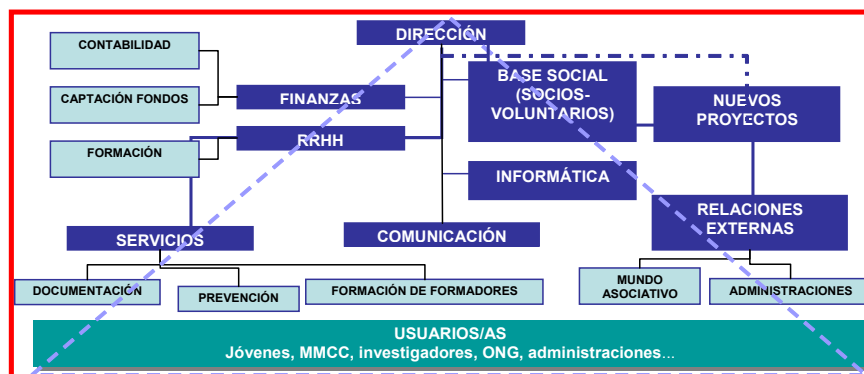 DIRECCIÓN
CONTABILIDAD
CAPTACIÓN FONDOS
FORMACIÓN
FINANZAS
RRHH
BASE SOCIAL
(SOCIOS-
VOLUNTARIOS)
NUEVOS
PROYECTOS
INFORMÁTICA
SERVICIOS
COMUNICACIÓN
RELACIONES
EXTERNAS
DOCUMENTACIÓN
PREVENCIÓN
FORMACIÓN DE FORMADORES
MUNDO
ASOCIATIVO
ADMINISTRACIONES
USUARIOS/AS
Jóvenes, MMCC, investigadores, ONG, administraciones...